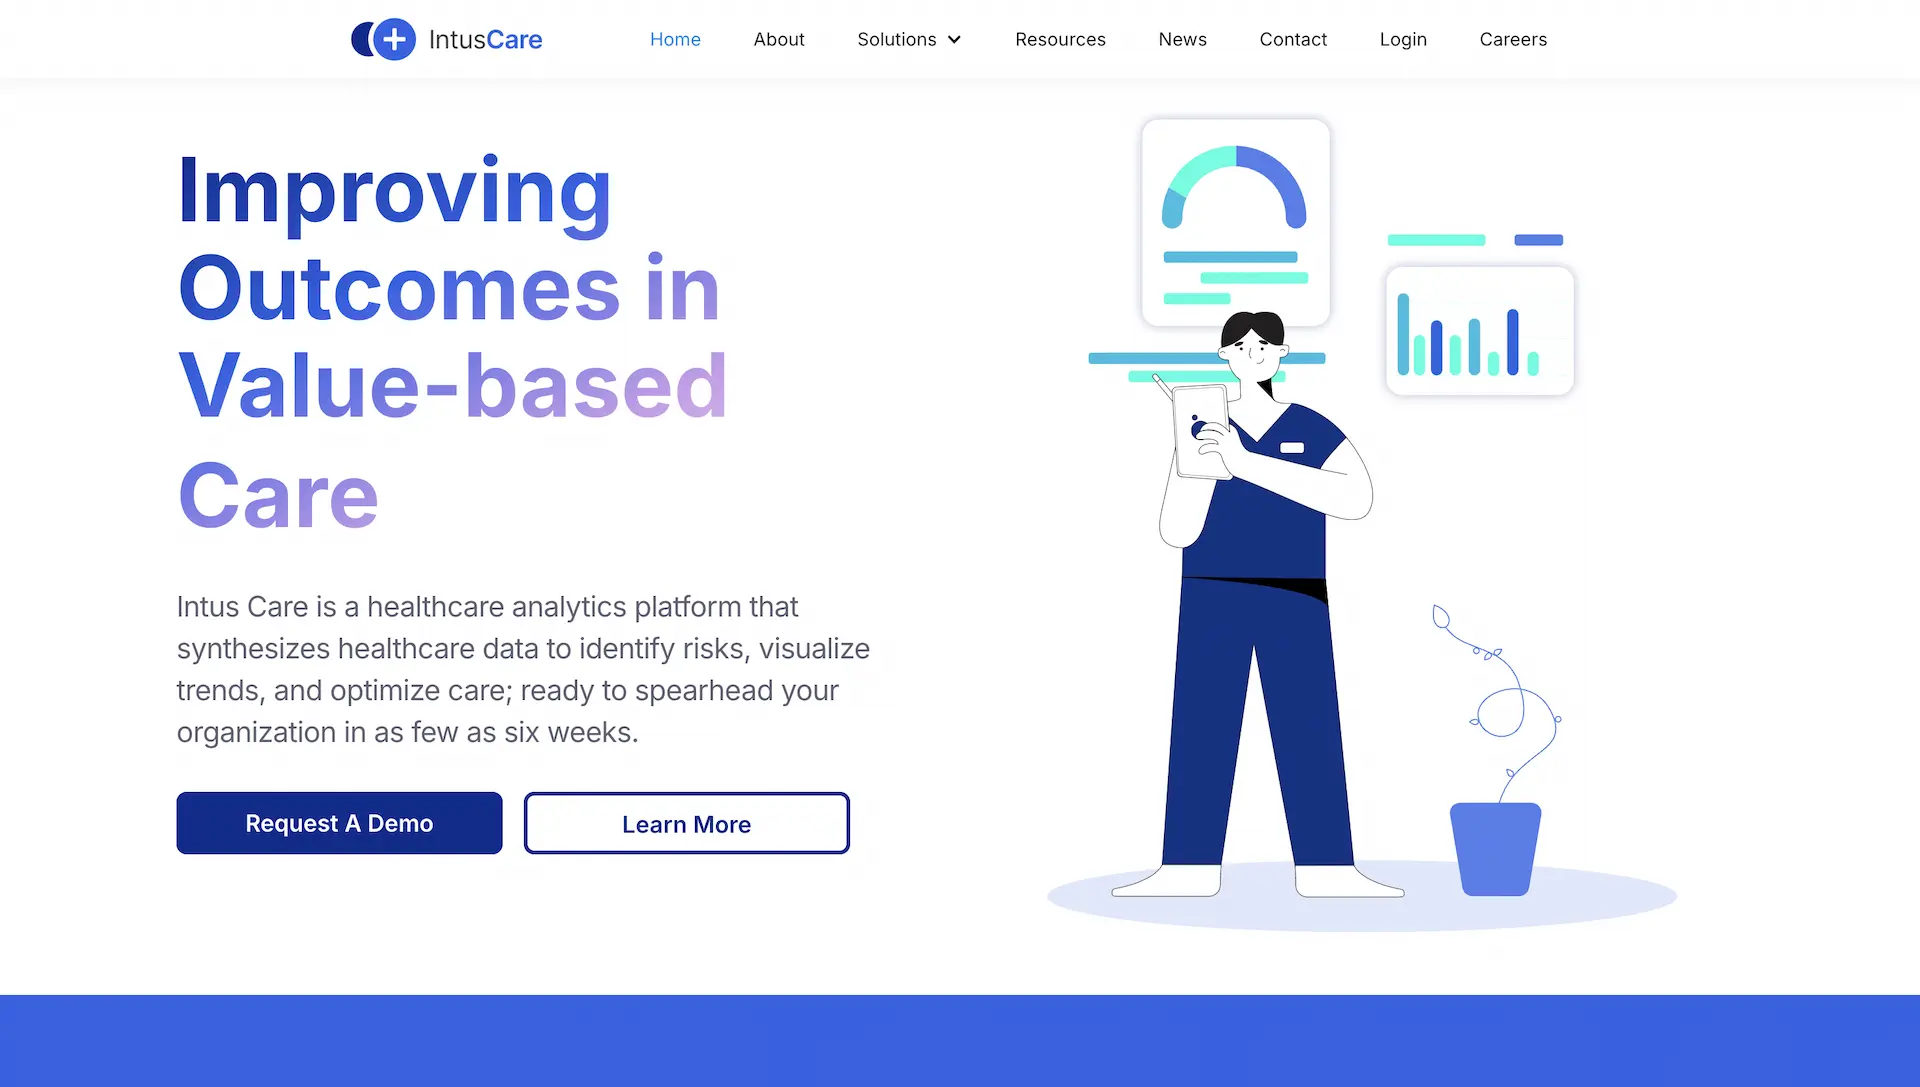 IntusCare
Home
About
Solutions
Resources
News
Contact
Login
Careers
Improving
Outcomes in
Value-based
Care
Intus Care is a healthcare analytics platform that
synthesizes healthcare data to identify risks, visualize
trends, and optimize care; ready to spearhead your
organization in as few as six weeks.
Request A Demo
Learn More